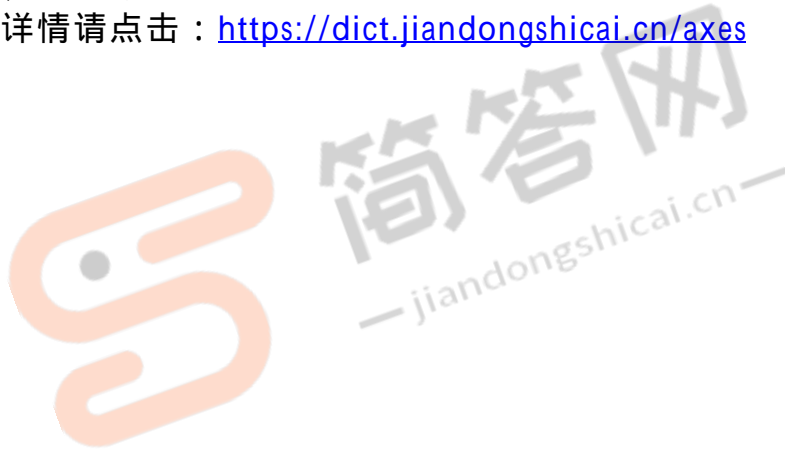 详情请点击：https://dict.jiandongshicai.cn/axes
简答网
jiandongshicai.cn